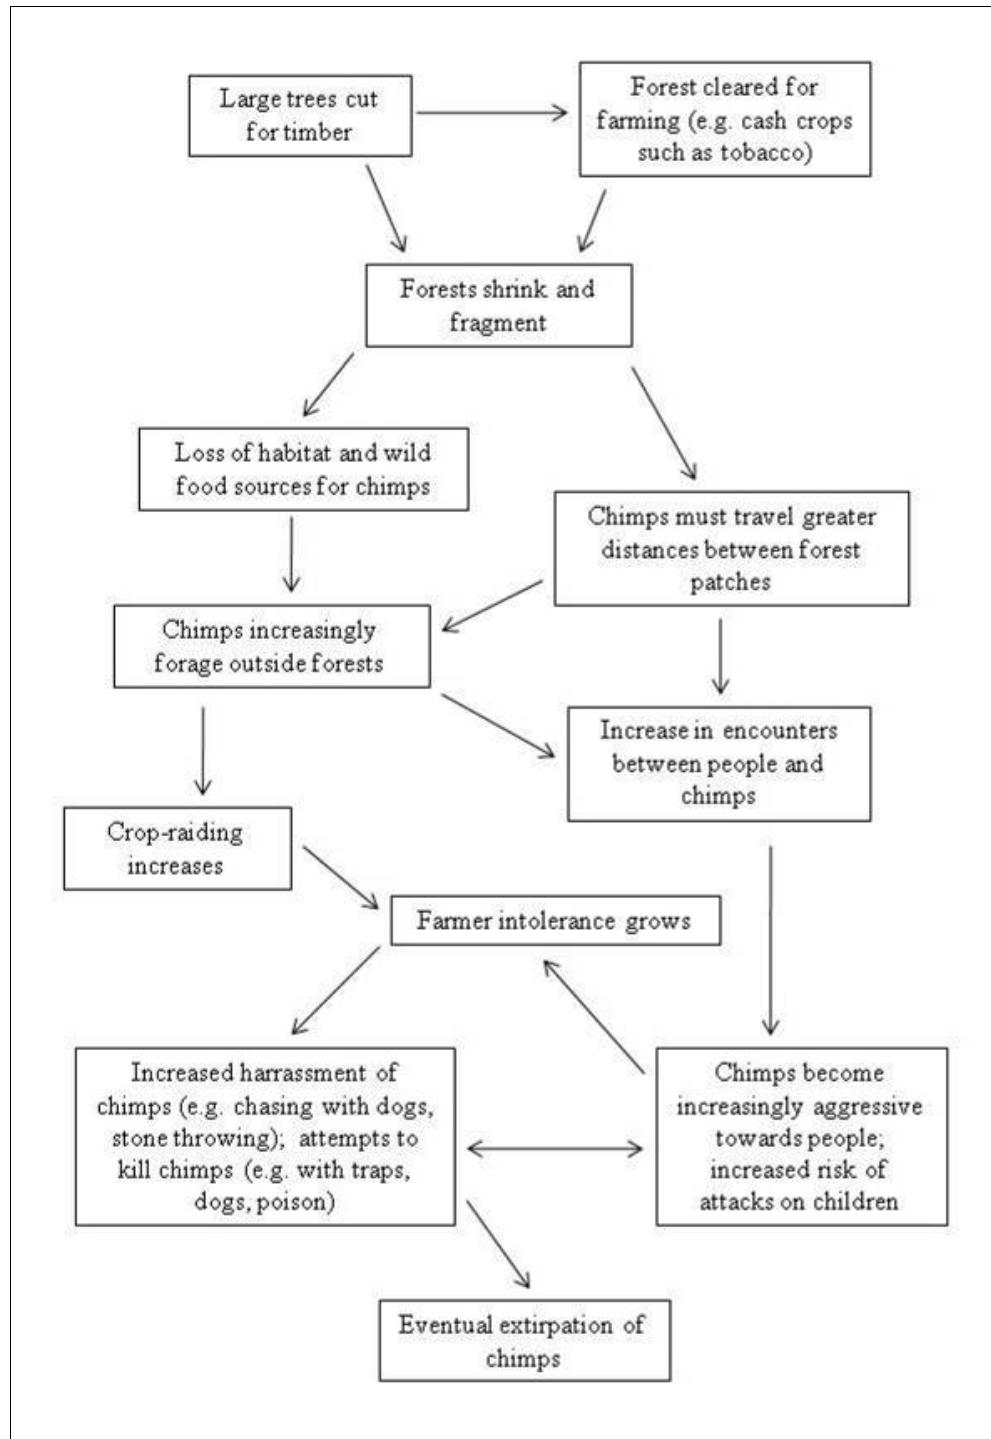 Large trees cut
for timber
Forest cleared for
farming (e.g. cash crops
such as tobacco)
Forests shrink and
fragment
Loss of habitat and wild
food sources for chimps
Chimps must travel greater
distances between forest
patches
Chimps increasingly
forage outside forests
Increase in encounters
between people and
chimps
Crop-raiding
increases
Farmer intolerance grows
Increased harrassment of
chimps (e.g. chasing with dogs,
stone throwing); attempts to
kill chimps (e.g. with traps,
dogs, poison)
Chimps become
increasingly aggressive
towards people;
increased risk of
attacks on children
Eventual extirpation of
chimps